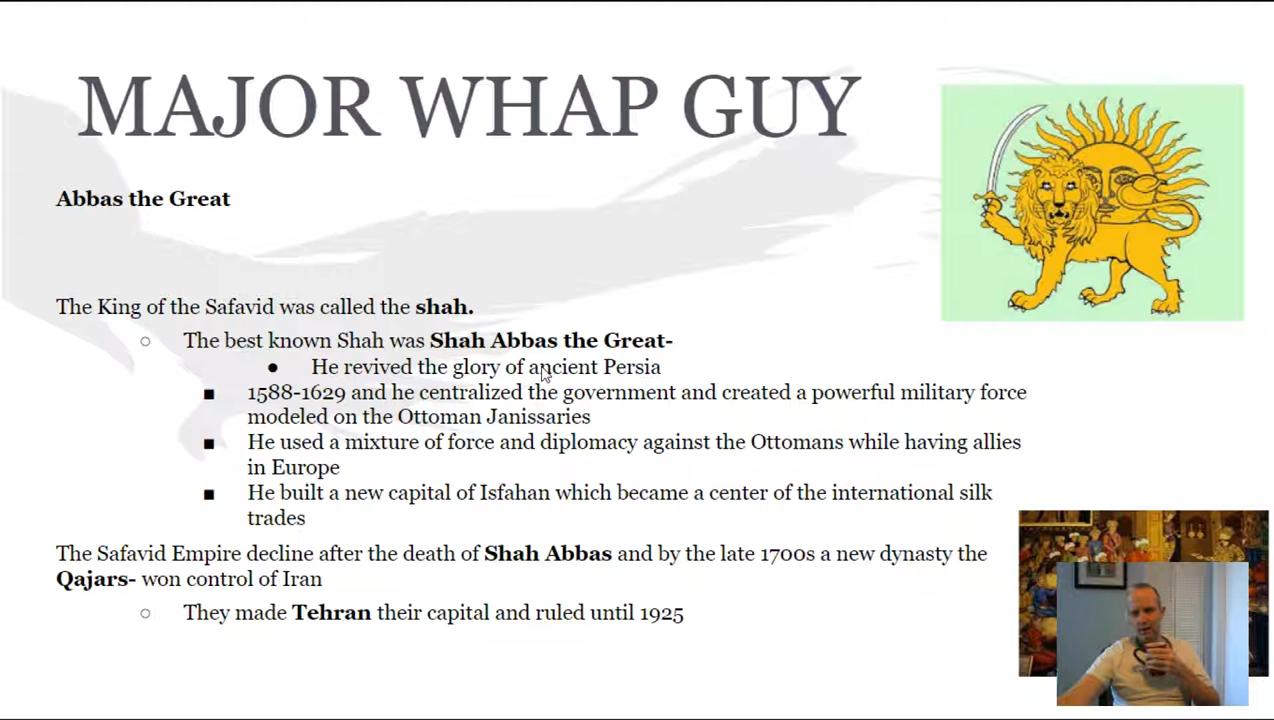 MAJOR WHAP GUY
Abbas the Great
The King of the Safavid was called the shah.
The best known Shah was Shah Abbas the Great-
He revived the glory of ancient Persia
1588-1629 and he centralized the government and created a powerful military force
modeled on the Ottoman Janissaries
He used a mixture of force and diplomacy against the Ottomans while having allies
in Europe
He built a new capital of Isfahan which became a center of the international silk
trades
The Safavid Empire decline after the death of Shah Abbas and by the late 1700s a new dynasty the
Qajars- won control of Iran
They made Tehran their capital and ruled until 1925